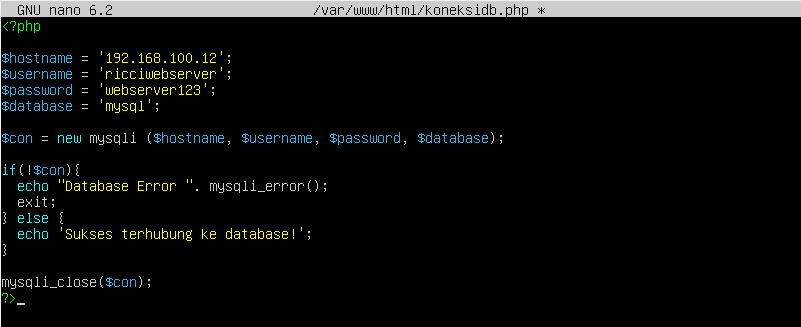 GNU nano 6.2 /var/www/html/koneksidb.php *
<?php
$hostname = '192.168.100.12';
$username = 'ricciwebserver';
$password = 'webserver123';
$database = 'mysql';
$con = new mysqli ($hostname, $username, $password, $database);
if(!$con){
  echo "Database Error ". mysqli_error();
  exit;
} else {
  echo 'Sukses terhubung ke database!';
}
mysqli_close($con);
?>